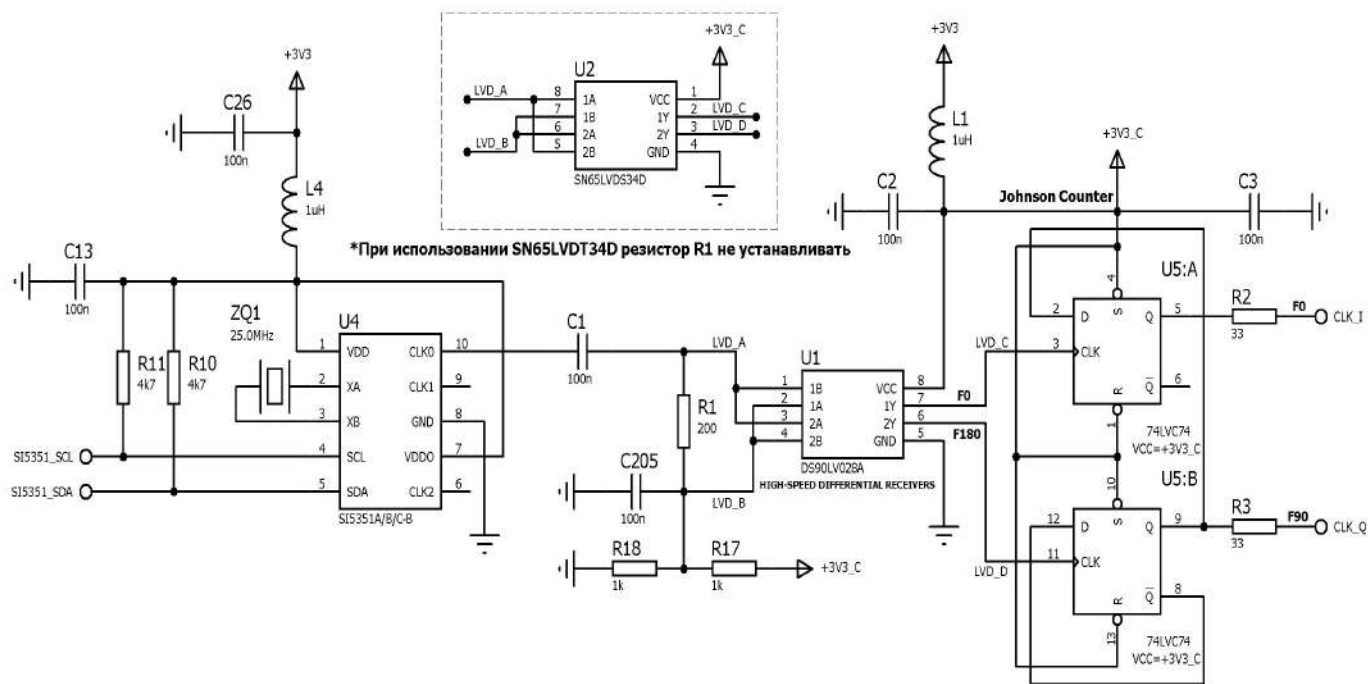 +3V3
C26
100n
L4
1uH
C13
100n
R11
4k7
R10
4k7
ZQ1
25.0MHz
SI5351_SCL
SI5351_SDA
U4
1 VDD CLK0 10
2 XA CLK1 9
3 XB GND 8
4 SCL VDDO 7
5 SDA CLK2 6
SI5351A/B/C-B
+3V3_C
U2
LVD_A 8 1A VCC 1
7 1B 1Y 2 LVD_C
6 2A 2Y 3 LVD_D
LVD_B 5 2B GND 4
SN65LVDS34D
*При использовании SN65LVDT34D резистор R1 не устанавливать
C1
100n
LVD_A
R1
200
C205
100n
LVD_B
R18
1k
R17
1k
+3V3_C
U1
1 1B VCC 8
2 1A 1Y 7 F0
3 2A 2Y 6 F180
4 2B GND 5
DS90LV028A
HIGH-SPEED DIFFERENTIAL RECEIVERS
+3V3
L1
1uH
C2
100n
+3V3_C
Johnson Counter
C3
100n
U5:A
4
S
2 D Q 5
LVD_C 3 CLK
Q 6
R
1
74LVC74
VCC=+3V3_C
R2
33
F0
CLK_I
U5:B
10
S
12 D Q 9
LVD_D 11 CLK
Q 8
R
13
74LVC74
VCC=+3V3_C
R3
33
F90
CLK_Q